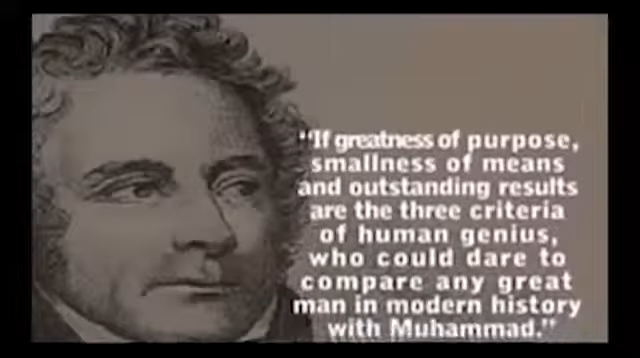 "If greatness of purpose,
smallness of means
and outstanding results
are the three criteria
of human genius,
who could dare to
compare any great
man in modern history
with Muhammad."